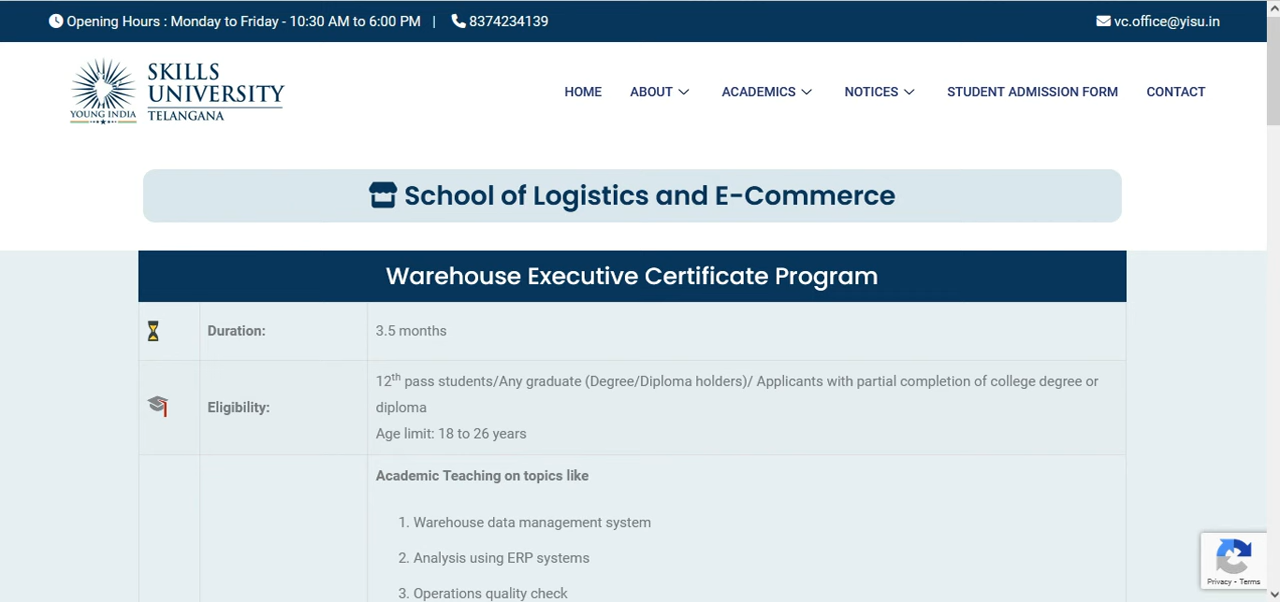 Opening Hours : Monday to Friday - 10:30 AM to 6:00 PM | 8374234139 vc.office@yisu.in
SKILLS
UNIVERSITY
YOUNG INDIA
TELANGANA
HOME ABOUT ACADEMICS NOTICES STUDENT ADMISSION FORM CONTACT
School of Logistics and E-Commerce
Warehouse Executive Certificate Program
Duration: 3.5 months
Eligibility: 12th pass students/Any graduate (Degree/Diploma holders)/ Applicants with partial completion of college degree or
diploma
Age limit: 18 to 26 years
Academic Teaching on topics like
1. Warehouse data management system
2. Analysis using ERP systems
3. Operations quality check
Privacy - Terms